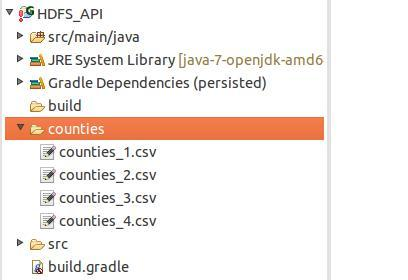 HDFS_API
src/main/java
JRE System Library [java-7-openjdk-amd6
Gradle Dependencies (persisted)
build
counties
counties_1.csv
counties_2.csv
counties_3.csv
counties_4.csv
src
build.gradle